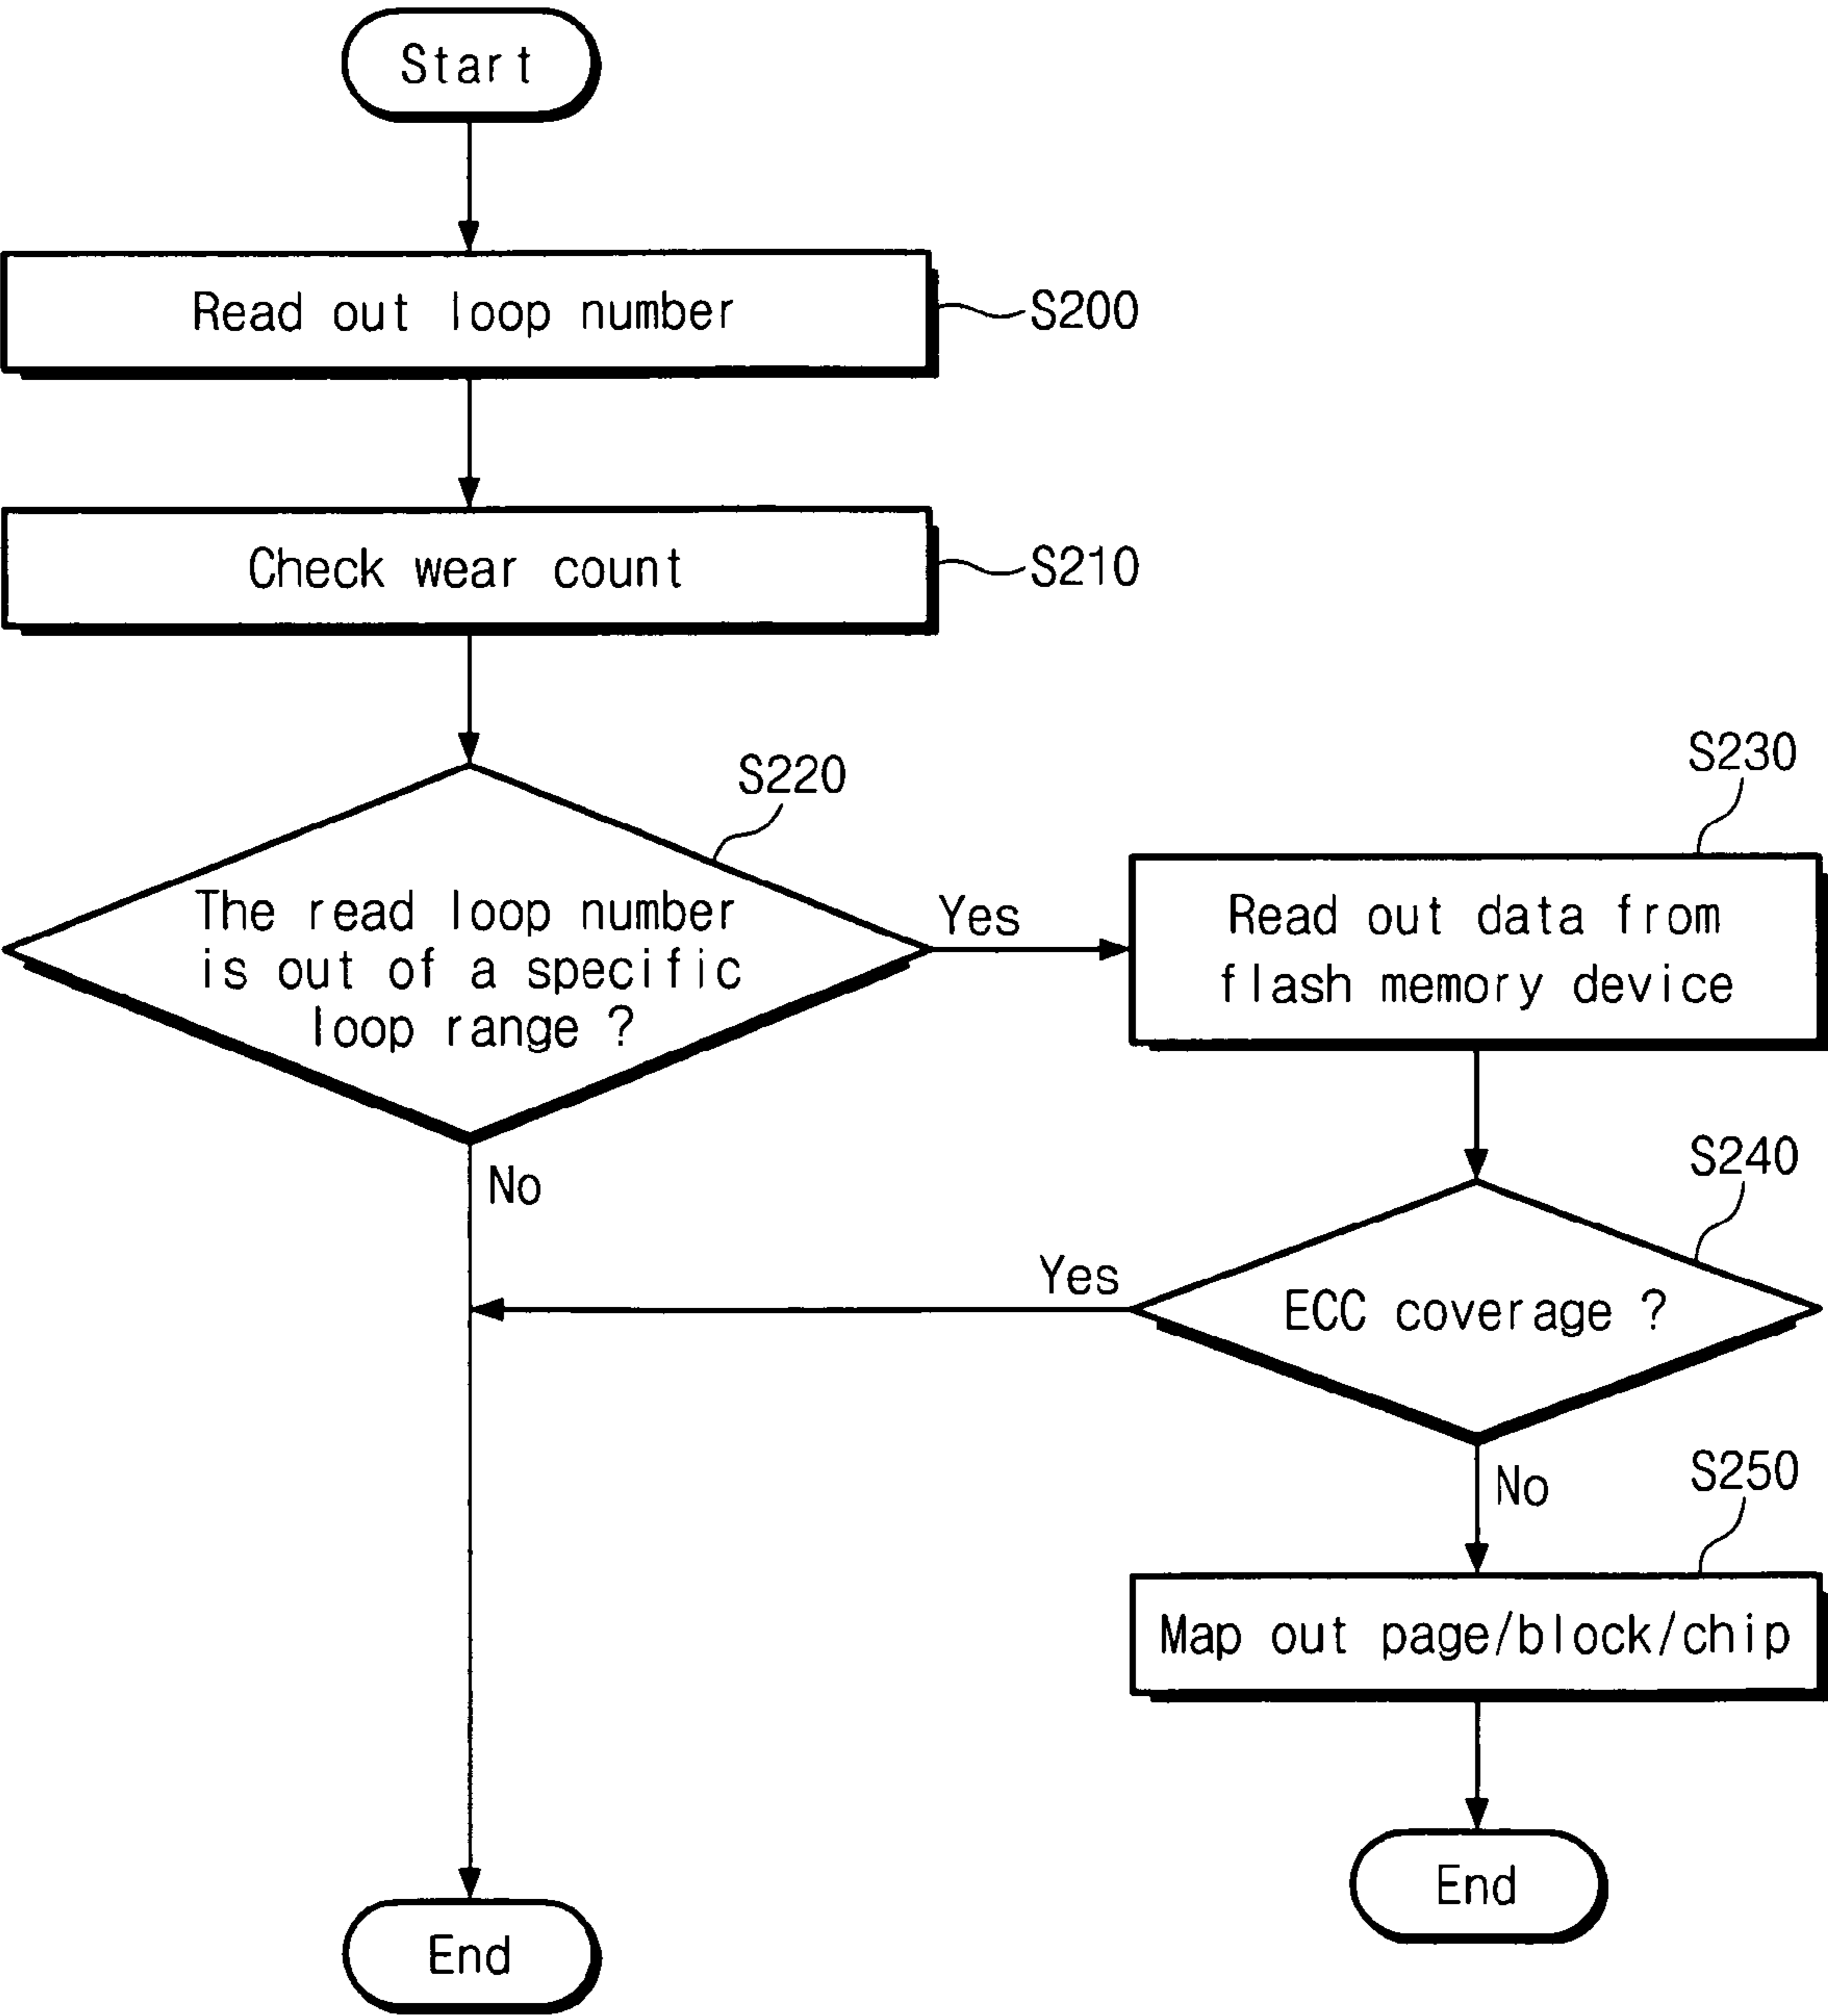 Start
Read out loop number
S200
Check wear count
S210
S220
The read loop number
is out of a specific
loop range ?
Yes
No
S230
Read out data from
flash memory device
S240
ECC coverage ?
Yes
No
S250
Map out page/block/chip
End
End